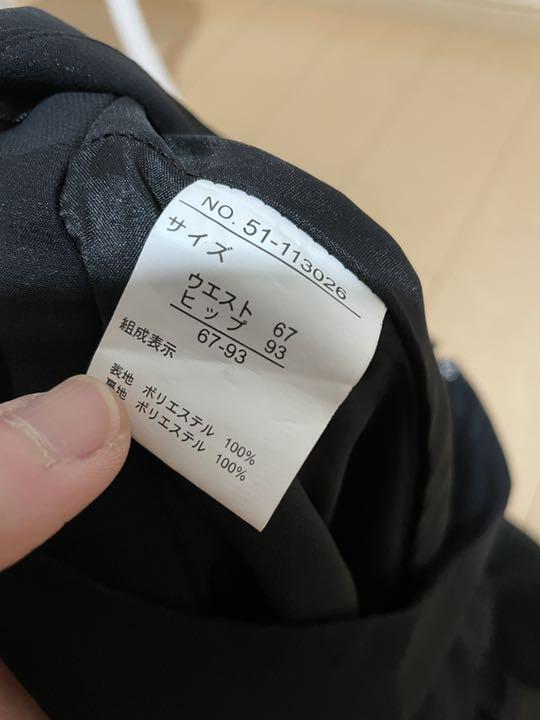 NO. 51-113026
サイズ
ウエスト 67
ヒップ 93
67-93
組成表示
表地 ポリエステル 100%
裏地 ポリエステル 100%